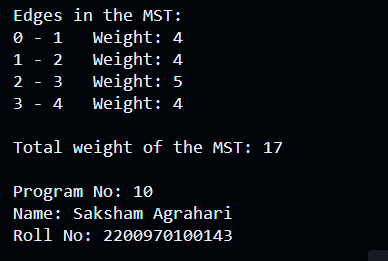 Edges in the MST:
0 - 1   Weight: 4
1 - 2   Weight: 4
2 - 3   Weight: 5
3 - 4   Weight: 4
Total weight of the MST: 17
Program No: 10
Name: Saksham Agrahari
Roll No: 2200970100143